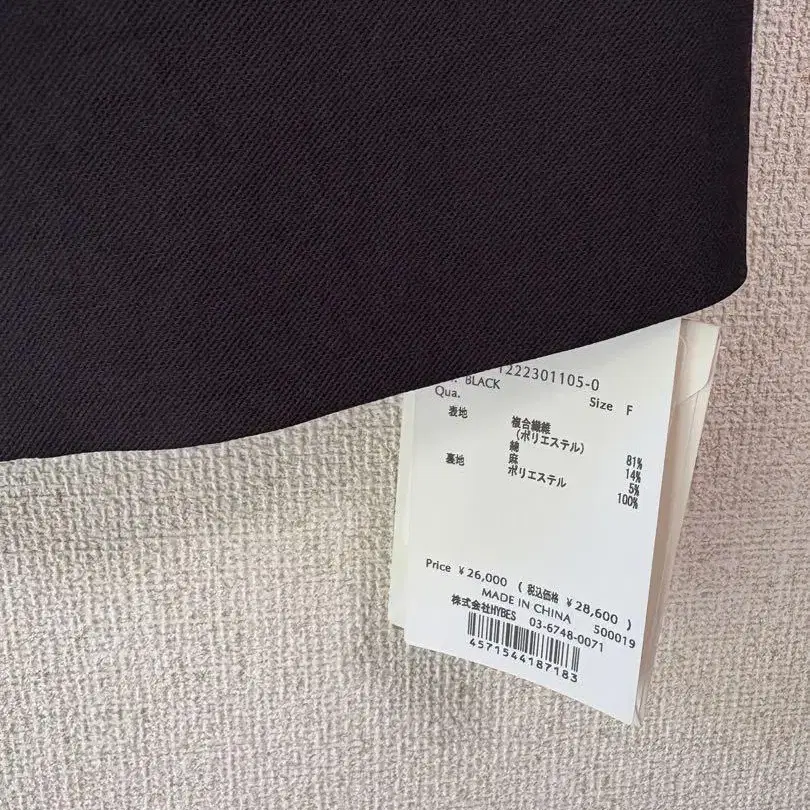 1222301105-0
BLACK
Qua. Size F
表地 複合繊維
(ポリエステル) 81%
綿 14%
麻 5%
裏地 ポリエステル 100%
Price ¥26,000 ( 税込価格 ¥28,600 )
MADE IN CHINA 500019
株式会社HYBES 03-6748-0071
4571544187183